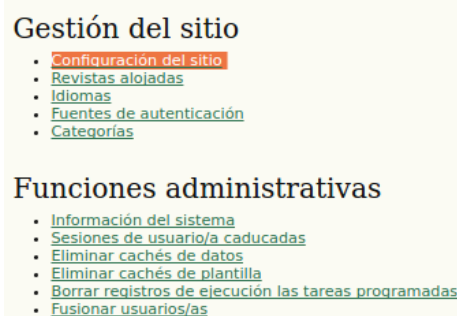 Gestión del sitio
Configuración del sitio
Revistas alojadas
Idiomas
Fuentes de autenticación
Categorías
Funciones administrativas
Información del sistema
Sesiones de usuario/a caducadas
Eliminar cachés de datos
Eliminar cachés de plantilla
Borrar registros de ejecución las tareas programadas
Fusionar usuarios/as